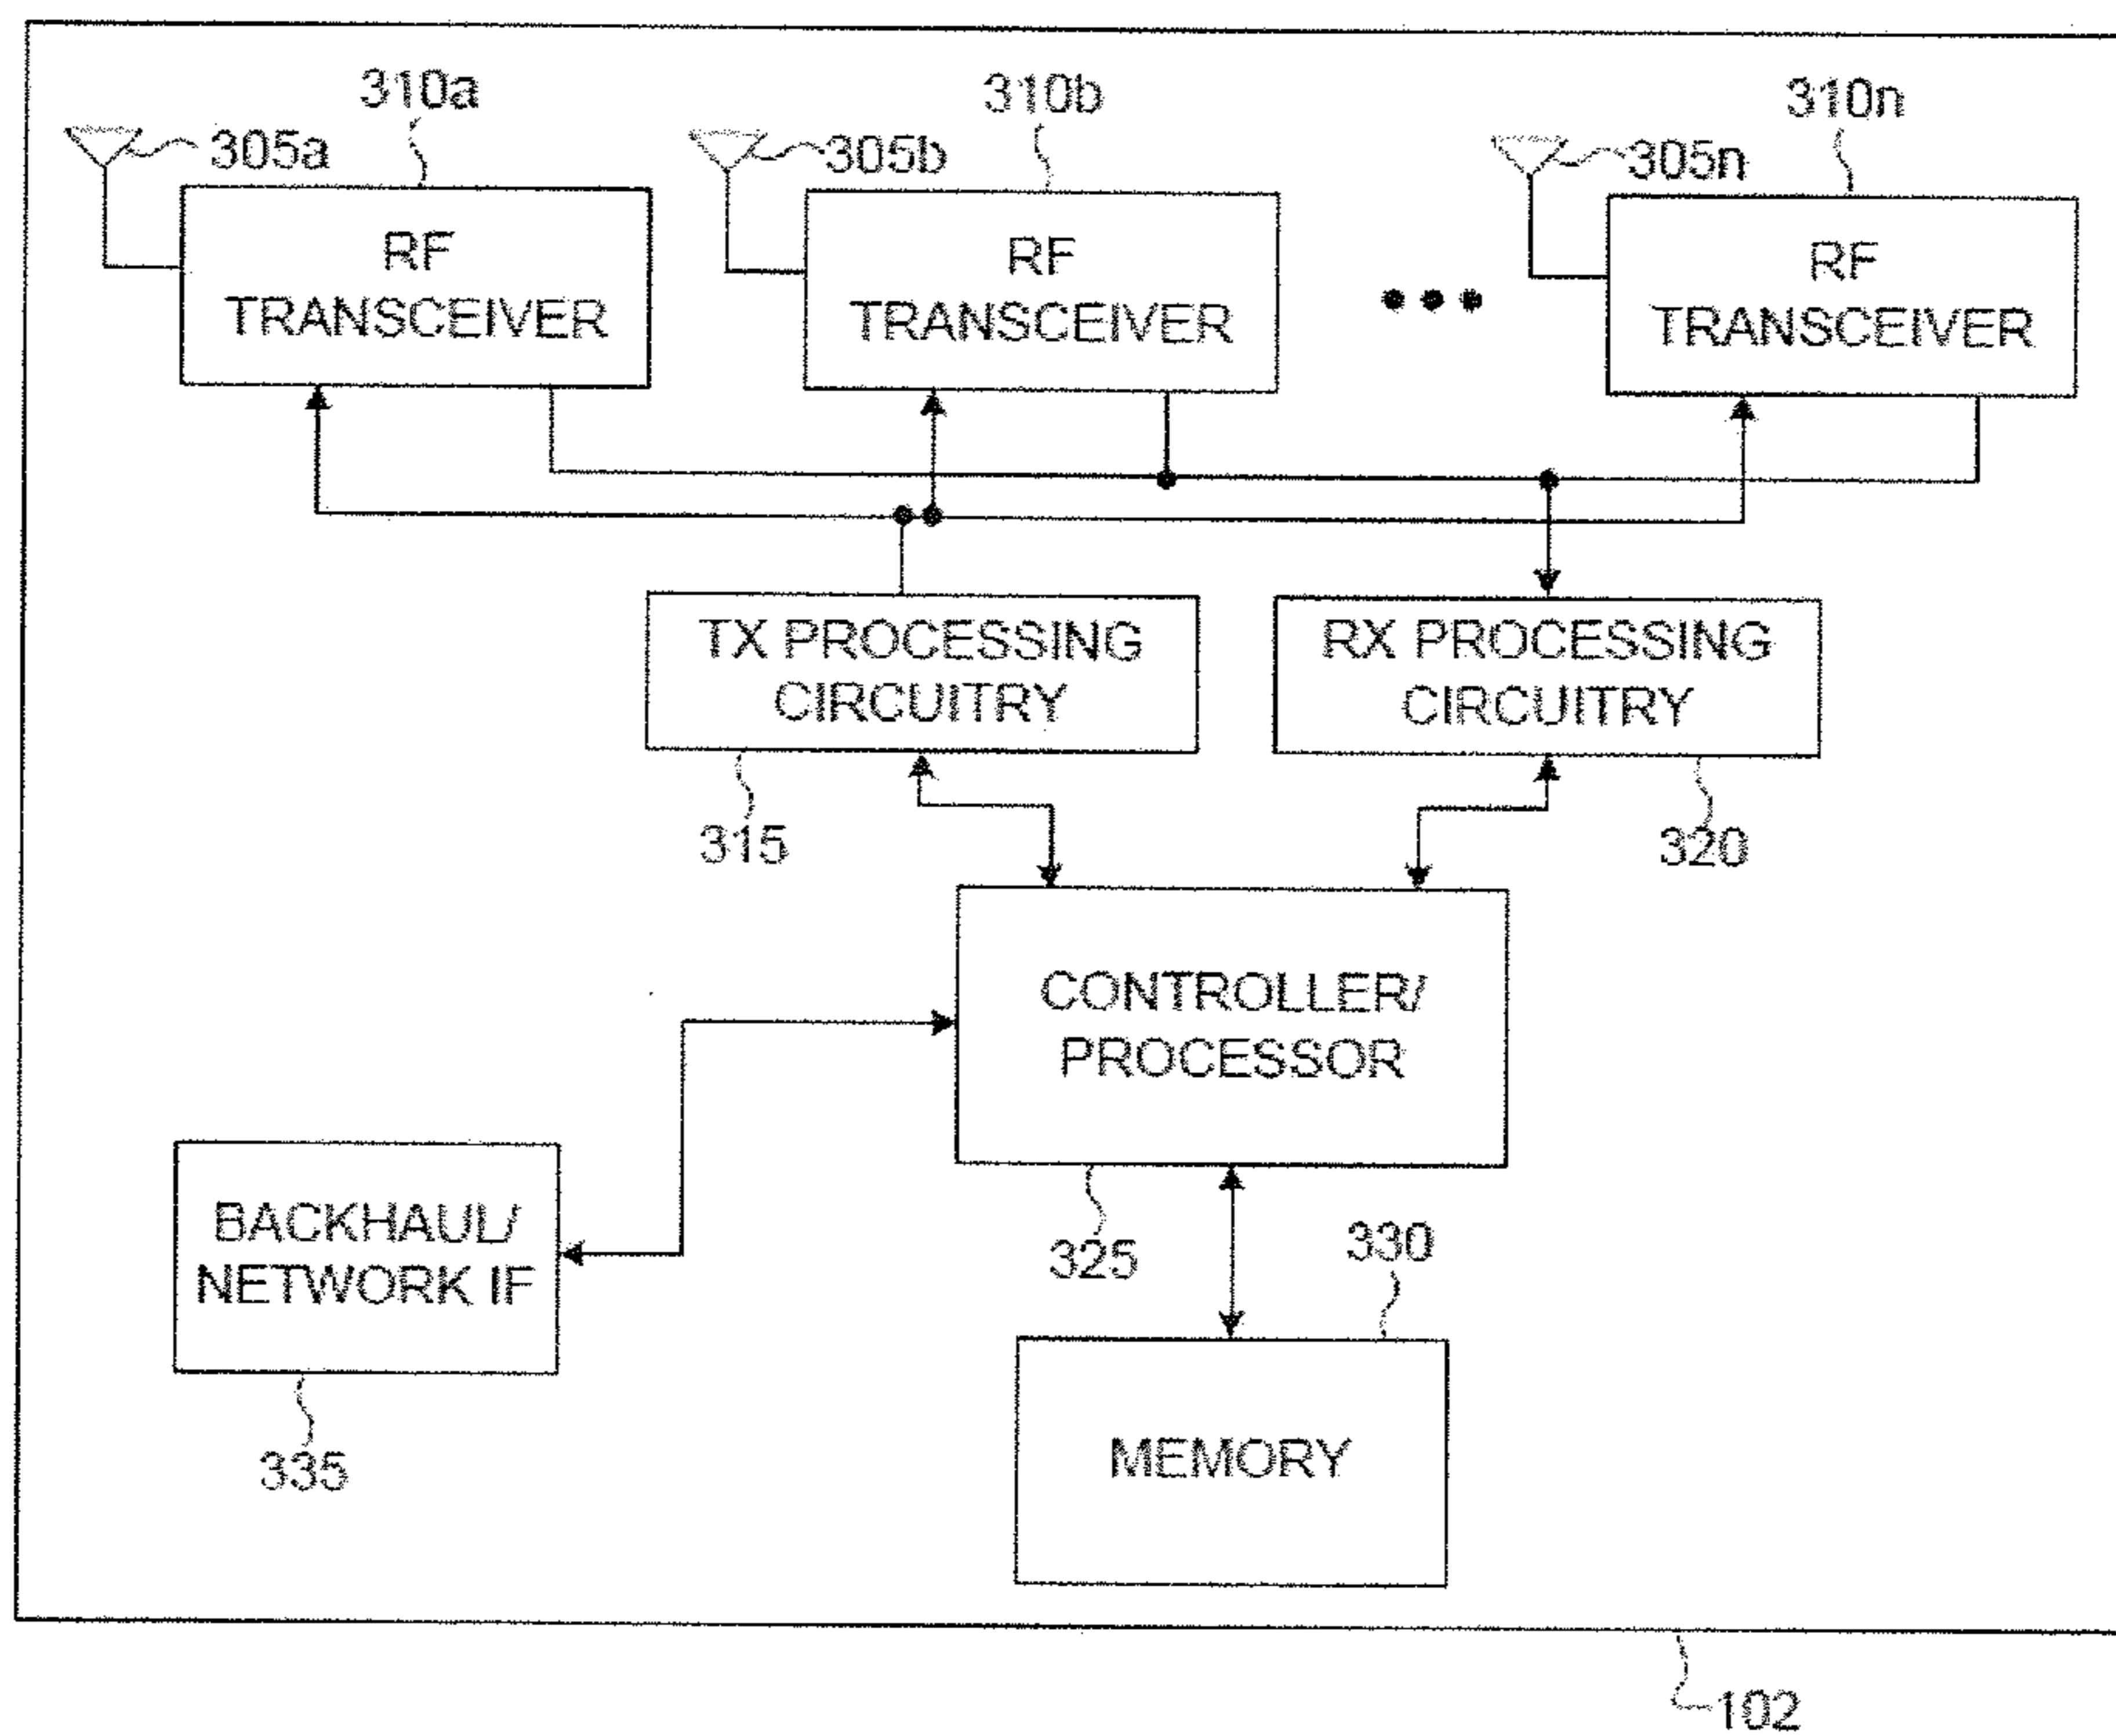 310a
310b
310n
305a
305b
305n
RF
TRANSCEIVER
RF
TRANSCEIVER
RF
TRANSCEIVER
TX PROCESSING
CIRCUITRY
RX PROCESSING
CIRCUITRY
315
320
CONTROLLER/
PROCESSOR
BACKHAUL/
NETWORK IF
325
330
335
MEMORY
102